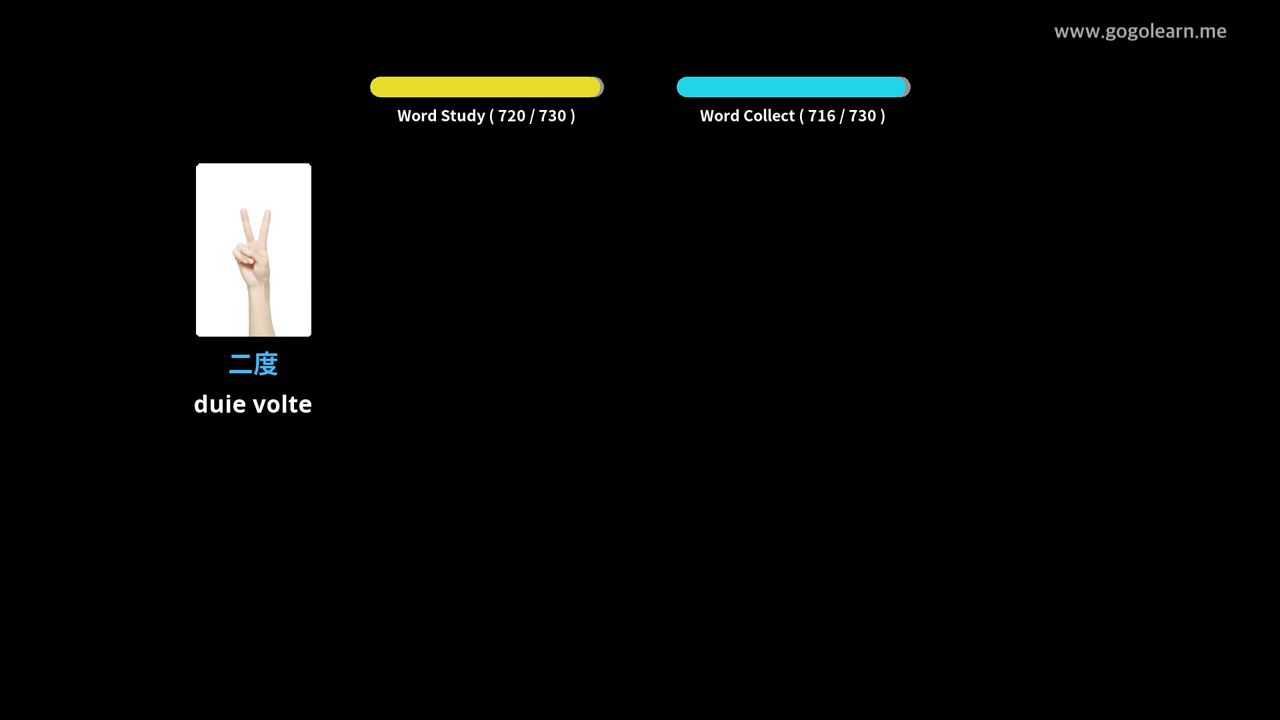 www.gogolearn.me
Word Study ( 720 / 730 )
Word Collect ( 716 / 730 )
二度
duie volte